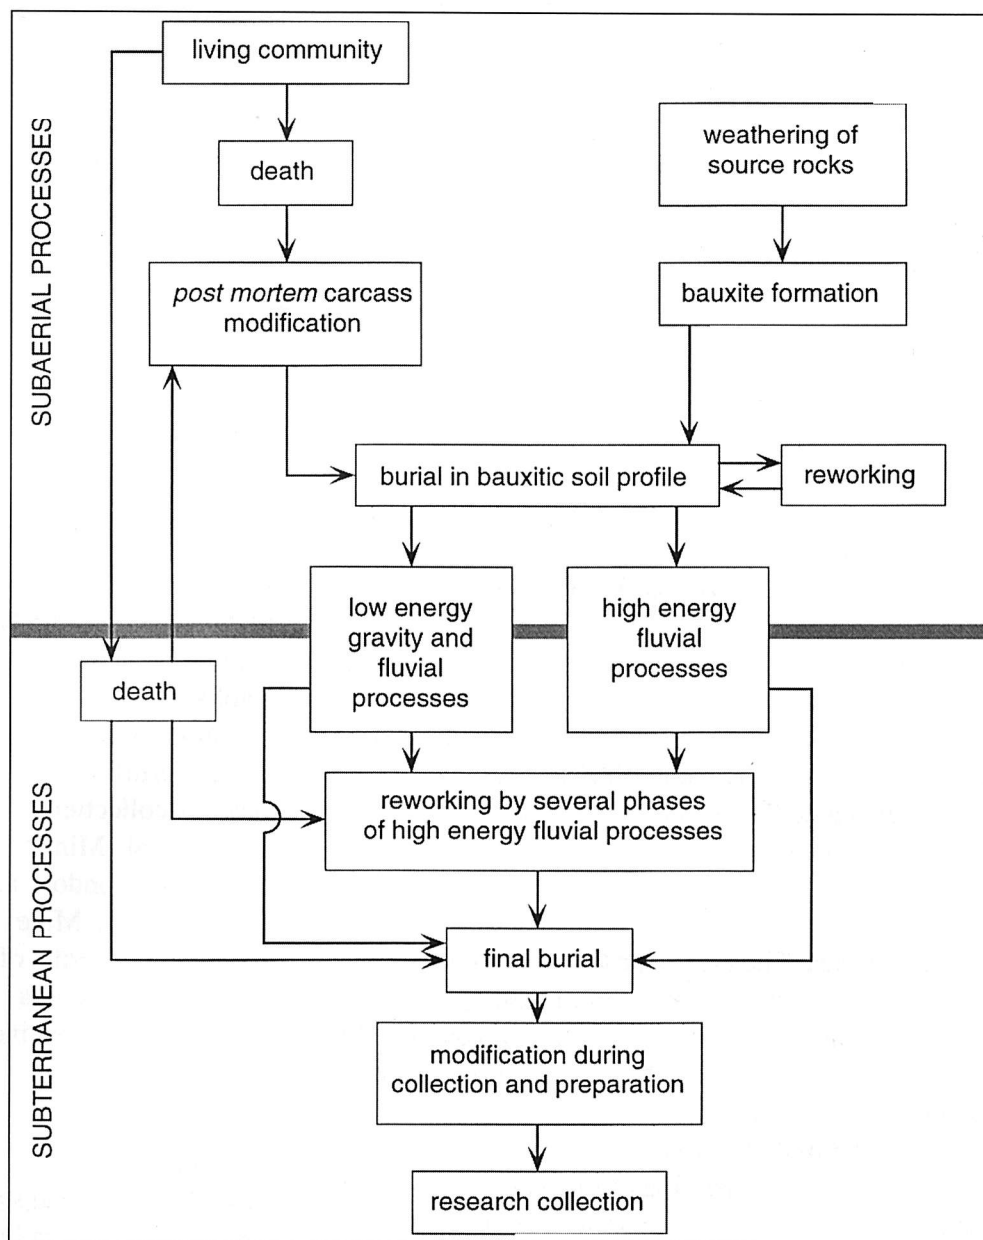 living community
death
post mortem carcass
modification
weathering of
source rocks
bauxite formation
SUBAERIAL PROCESSES
burial in bauxitic soil profile
reworking
low energy
gravity and
fluvial
processes
high energy
fluvial
processes
death
reworking by several phases
of high energy fluvial processes
final burial
modification during
collection and preparation
research collection
SUBTERRANEAN PROCESSES